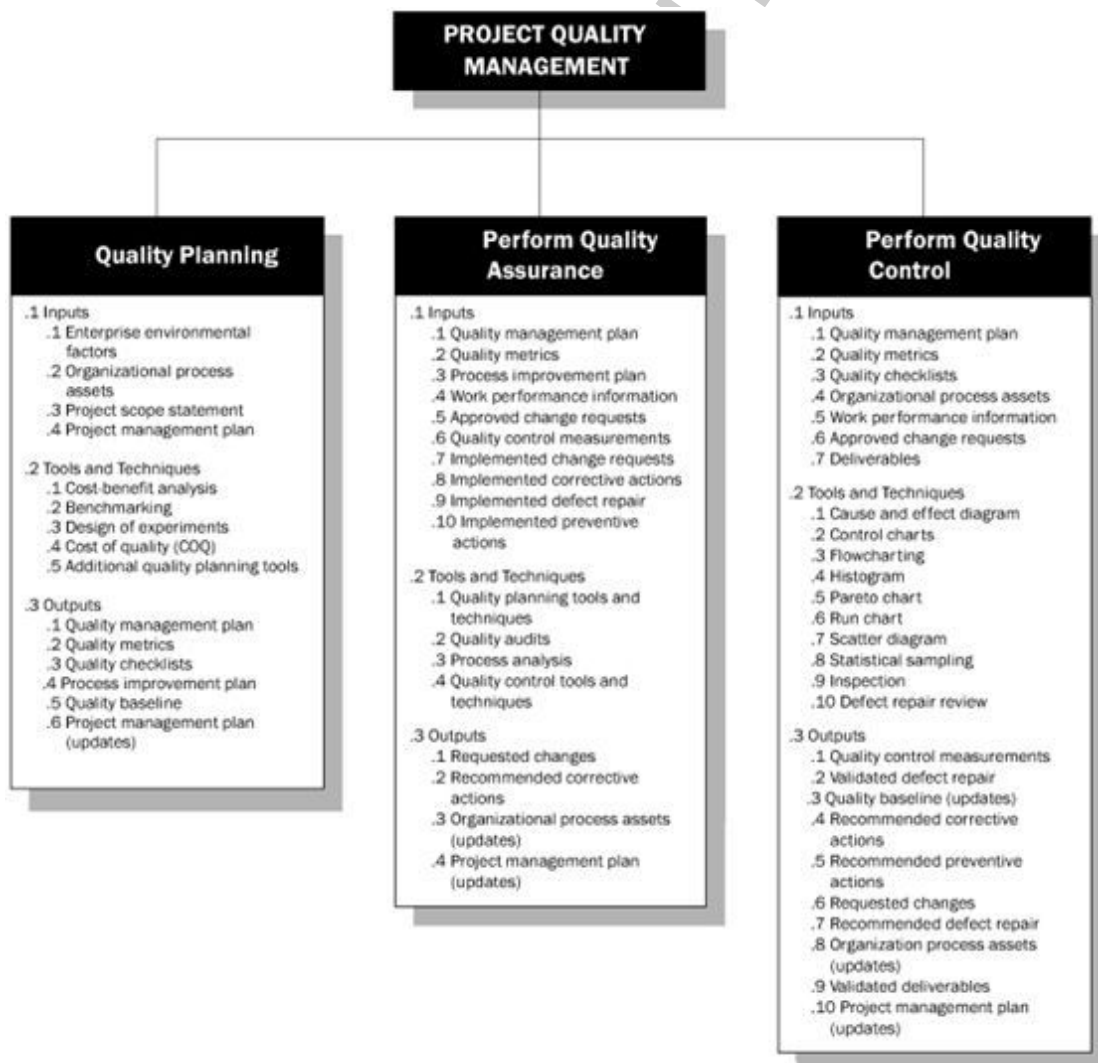 PROJECT QUALITY
MANAGEMENT
Quality Planning
.1 Inputs
.1 Enterprise environmental
factors
.2 Organizational process
assets
.3 Project scope statement
.4 Project management plan
.2 Tools and Techniques
.1 Cost-benefit analysis
.2 Benchmarking
.3 Design of experiments
.4 Cost of quality (COQ)
.5 Additional quality planning tools
.3 Outputs
.1 Quality management plan
.2 Quality metrics
.3 Quality checklists
.4 Process improvement plan
.5 Quality baseline
.6 Project management plan
(updates)
Perform Quality
Assurance
.1 Inputs
.1 Quality management plan
.2 Quality metrics
.3 Process improvement plan
.4 Work performance information
.5 Approved change requests
.6 Quality control measurements
.7 Implemented change requests
.8 Implemented corrective actions
.9 Implemented defect repair
.10 Implemented preventive
actions
.2 Tools and Techniques
.1 Quality planning tools and
techniques
.2 Quality audits
.3 Process analysis
.4 Quality control tools and
techniques
.3 Outputs
.1 Requested changes
.2 Recommended corrective
actions
.3 Organizational process assets
(updates)
.4 Project management plan
(updates)
Perform Quality
Control
.1 Inputs
.1 Quality management plan
.2 Quality metrics
.3 Quality checklists
.4 Organizational process assets
.5 Work performance information
.6 Approved change requests
.7 Deliverables
.2 Tools and Techniques
.1 Cause and effect diagram
.2 Control charts
.3 Flowcharting
.4 Histogram
.5 Pareto chart
.6 Run chart
.7 Scatter diagram
.8 Statistical sampling
.9 Inspection
.10 Defect repair review
.3 Outputs
.1 Quality control measurements
.2 Validated defect repair
.3 Quality baseline (updates)
.4 Recommended corrective
actions
.5 Recommended preventive
actions
.6 Requested changes
.7 Recommended defect repair
.8 Organization process assets
(updates)
.9 Validated deliverables
.10 Project management plan
(updates)